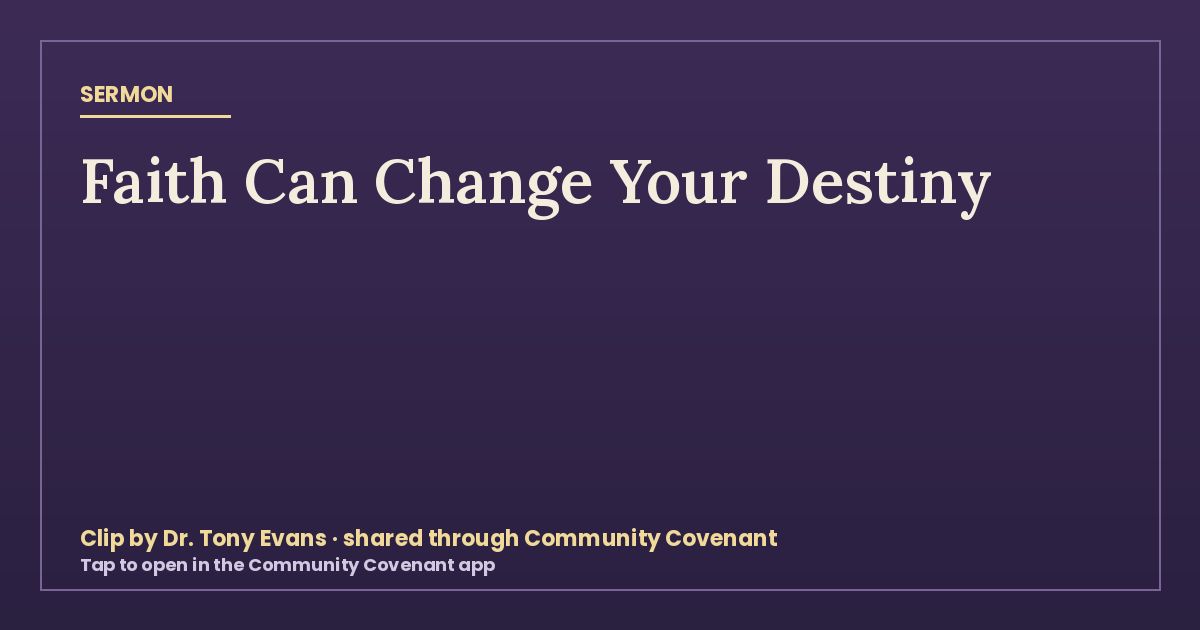 SERMON
Faith Can Change Your Destiny
Clip by Dr. Tony Evans · shared through Community Covenant
Tap to open in the Community Covenant app